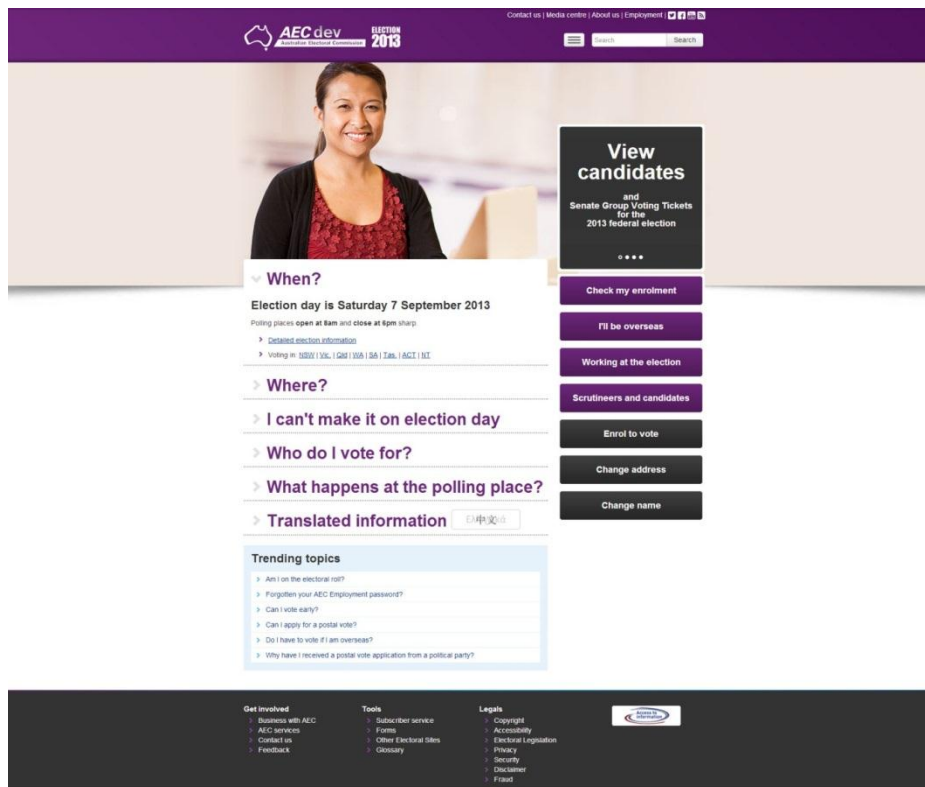 Contact us | Media centre | About us | Employment |
AEC dev
Australian Electoral Commission
ELECTION
2013
Search
Search
View
candidates
and
Senate Group Voting Tickets
for the
2013 federal election
When?
Election day is Saturday 7 September 2013
Polling places open at 8am and close at 6pm sharp
Detailed election information
Voting in: NSW | Vic. | Qld | WA | SA | Tas. | ACT | NT
Where?
I can't make it on election day
Who do I vote for?
What happens at the polling place?
Translated information
中文
Check my enrolment
I'll be overseas
Working at the election
Scrutineers and candidates
Enrol to vote
Change address
Change name
Trending topics
Am I on the electoral roll?
Forgotten your AEC Employment password?
Can I vote early?
Can I apply for a postal vote?
Do I have to vote if I am overseas?
Why have I received a postal vote application from a political party?
Get involved
Business with AEC
AEC services
Contact us
Feedback
Tools
Subscriber service
Forms
Other Electoral Sites
Glossary
Legals
Copyright
Accessibility
Electoral Legislation
Privacy
Security
Disclaimer
Fraud
Access to
information